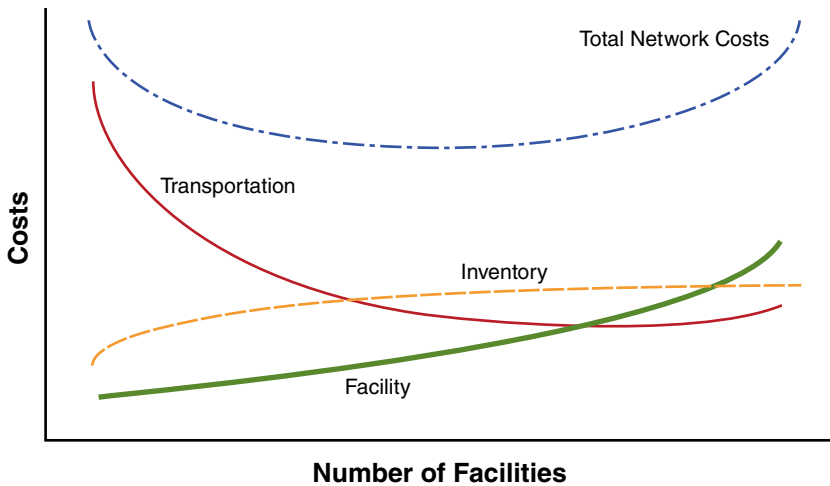 Total Network Costs
Transportation
Costs
Inventory
Facility
Number of Facilities